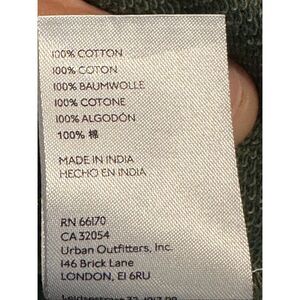 100% COTTON
100% COTON
100% BAUMWOLLE
100% COTONE
100% ALGODÓN
100% 棉
MADE IN INDIA
HECHO EN INDIA
RN 66170
CA 32054
Urban Outfitters, Inc.
146 Brick Lane
LONDON, E1 6RU